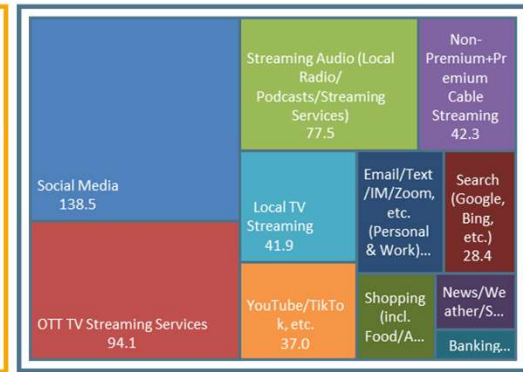 Social Media
138.5
OTT TV Streaming Services
94.1
Streaming Audio (Local
Radio/
Podcasts/Streaming
Services)
77.5
Non-
Premium+Pr
emium
Cable
Streaming
42.3
Local TV
Streaming
41.9
YouTube/TikTo
k, etc.
37.0
Email/Text
/IM/Zoom,
etc.
(Personal
& Work)...
Search
(Google,
Bing,
etc.)
28.4
Shopping
(incl.
Food/A...
News/We
ather/S...
Banking...